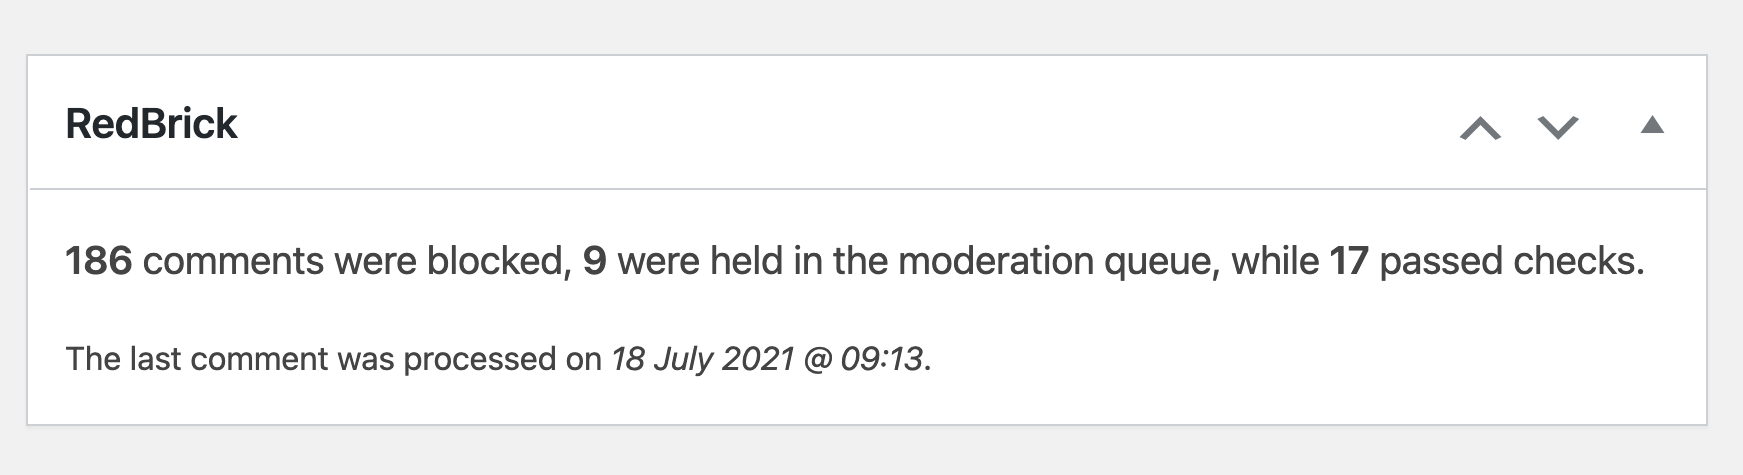 RedBrick
186 comments were blocked, 9 were held in the moderation queue, while 17 passed checks.
The last comment was processed on 18 July 2021 @ 09:13.